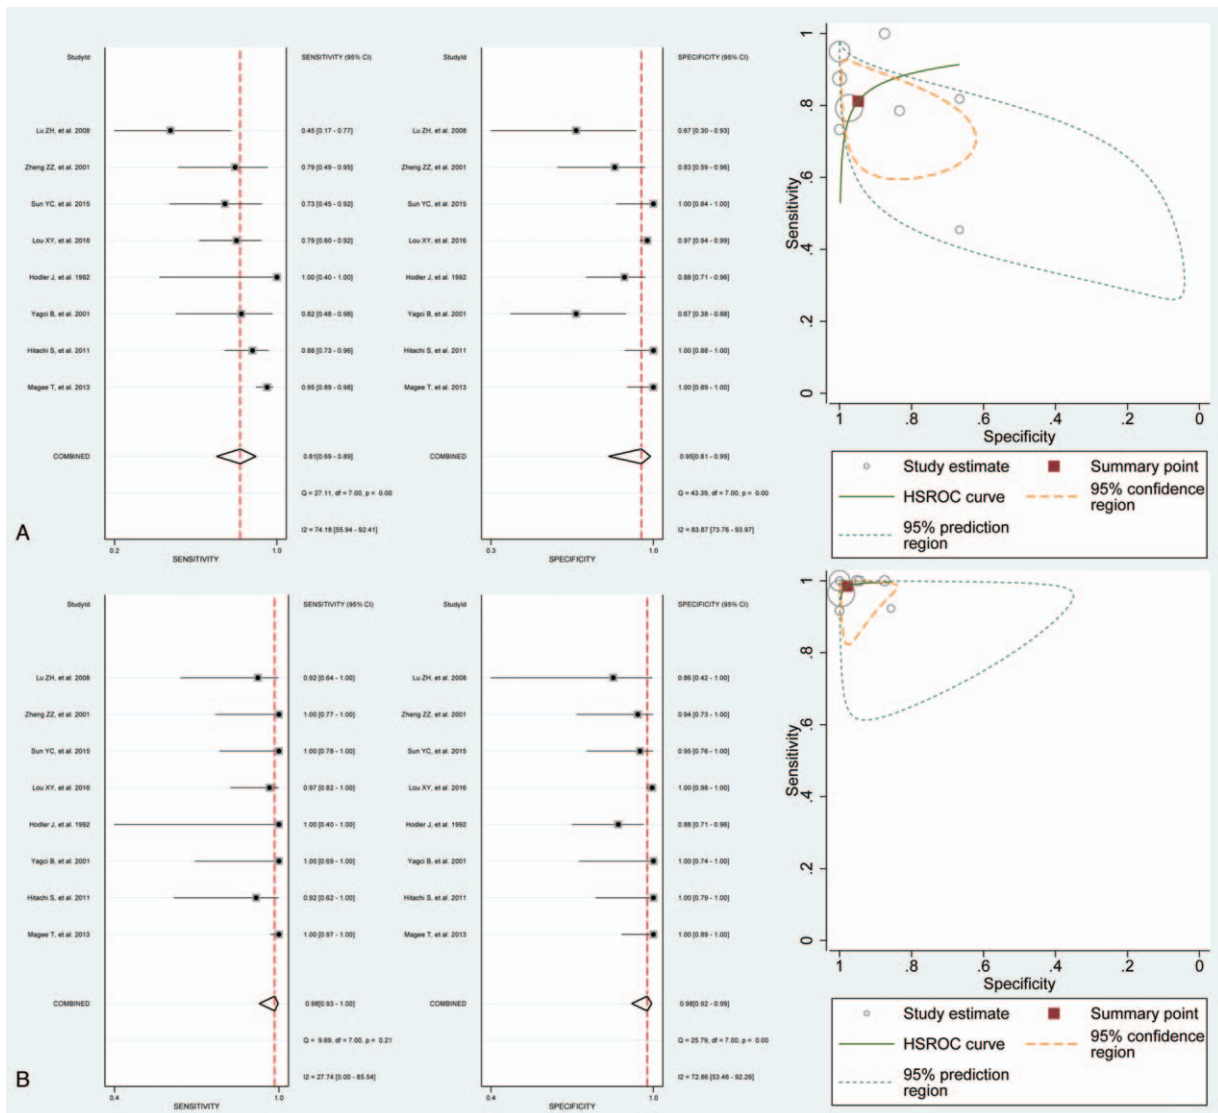 StudyId SENSITIVITY (95% CI)
Lu ZH, et al. 2008 0.45 [0.17 - 0.77]
Zheng ZZ, et al. 2001 0.79 [0.49 - 0.95]
Sun YC, et al. 2015 0.73 [0.45 - 0.92]
Lou XY, et al. 2016 0.79 [0.60 - 0.92]
Hodler J, et al. 1992 1.00 [0.40 - 1.00]
Yagci B, et al. 2001 0.82 [0.48 - 0.98]
Hitachi S, et al. 2011 0.88 [0.73 - 0.96]
Magee T, et al. 2013 0.95 [0.89 - 0.98]
COMBINED 0.81[0.69 - 0.89]
Q = 27.11, df = 7.00, p = 0.00
I2 = 74.18 [55.94 - 92.41]
0.2 1.0
SENSITIVITY
A
StudyId SPECIFICITY (95% CI)
Lu ZH, et al. 2008 0.67 [0.30 - 0.93]
Zheng ZZ, et al. 2001 0.83 [0.59 - 0.96]
Sun YC, et al. 2015 1.00 [0.84 - 1.00]
Lou XY, et al. 2016 0.97 [0.94 - 0.99]
Hodler J, et al. 1992 0.88 [0.71 - 0.96]
Yagci B, et al. 2001 0.67 [0.38 - 0.88]
Hitachi S, et al. 2011 1.00 [0.88 - 1.00]
Magee T, et al. 2013 1.00 [0.89 - 1.00]
COMBINED 0.95[0.81 - 0.99]
Q = 43.39, df = 7.00, p = 0.00
I2 = 83.87 [73.76 - 93.97]
0.3 1.0
SPECIFICITY
1
.8
.6
.4
.2
0
Sensitivity
1 .8 .6 .4 .2 0
Specificity
Study estimate Summary point
HSROC curve 95% confidence
region
95% prediction
region
StudyId SENSITIVITY (95% CI)
Lu ZH, et al. 2008 0.92 [0.64 - 1.00]
Zheng ZZ, et al. 2001 1.00 [0.77 - 1.00]
Sun YC, et al. 2015 1.00 [0.78 - 1.00]
Lou XY, et al. 2016 0.97 [0.82 - 1.00]
Hodler J, et al. 1992 1.00 [0.40 - 1.00]
Yagci B, et al. 2001 1.00 [0.69 - 1.00]
Hitachi S, et al. 2011 0.92 [0.62 - 1.00]
Magee T, et al. 2013 1.00 [0.97 - 1.00]
COMBINED 0.98[0.93 - 1.00]
Q = 9.69, df = 7.00, p = 0.21
I2 = 27.74 [0.00 - 85.54]
0.4 1.0
SENSITIVITY
B
StudyId SPECIFICITY (95% CI)
Lu ZH, et al. 2008 0.86 [0.42 - 1.00]
Zheng ZZ, et al. 2001 0.94 [0.73 - 1.00]
Sun YC, et al. 2015 0.95 [0.76 - 1.00]
Lou XY, et al. 2016 1.00 [0.98 - 1.00]
Hodler J, et al. 1992 0.88 [0.71 - 0.96]
Yagci B, et al. 2001 1.00 [0.74 - 1.00]
Hitachi S, et al. 2011 1.00 [0.79 - 1.00]
Magee T, et al. 2013 1.00 [0.89 - 1.00]
COMBINED 0.98[0.92 - 0.99]
Q = 25.79, df = 7.00, p = 0.00
I2 = 72.86 [53.46 - 92.26]
0.4 1.0
SPECIFICITY
1
.8
.6
.4
.2
0
Sensitivity
1 .8 .6 .4 .2 0
Specificity
Study estimate Summary point
HSROC curve 95% confidence
region
95% prediction
region